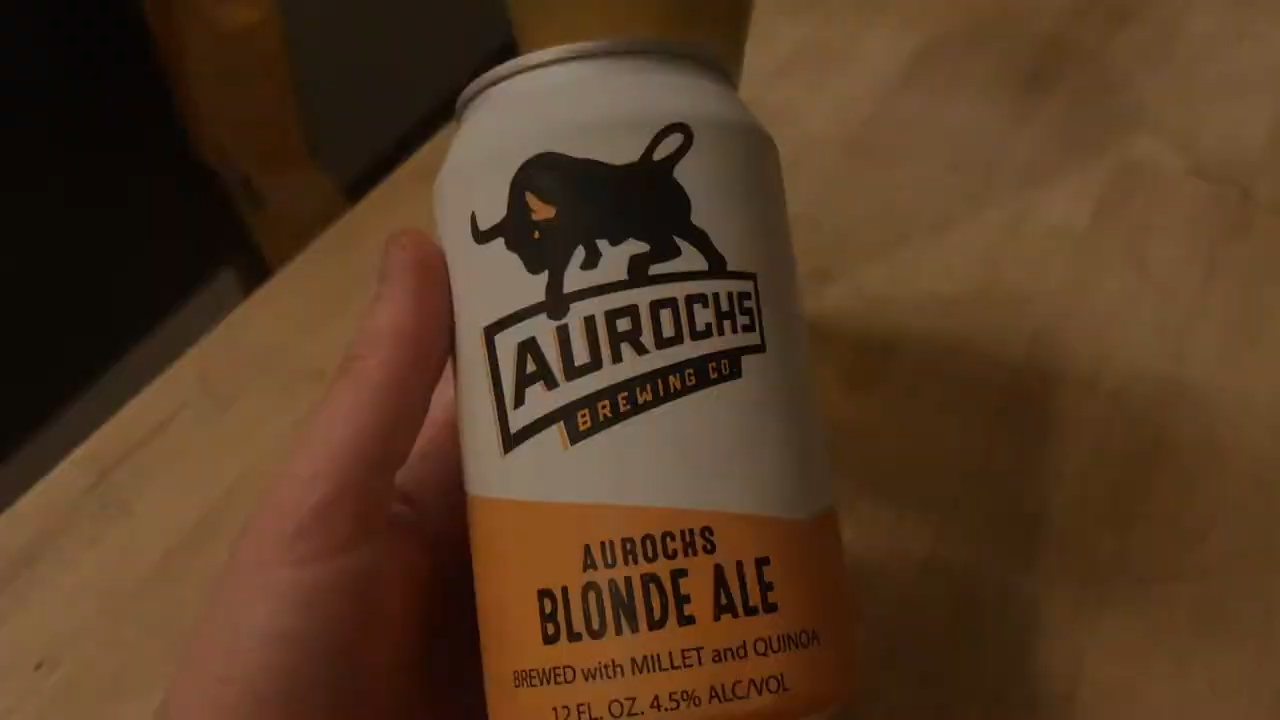 AUROCHS
BREWING CO.
AUROCHS
BLONDE ALE
BREWED with MILLET and QUINOA
12 FL. OZ. 4.5% ALC/VOL